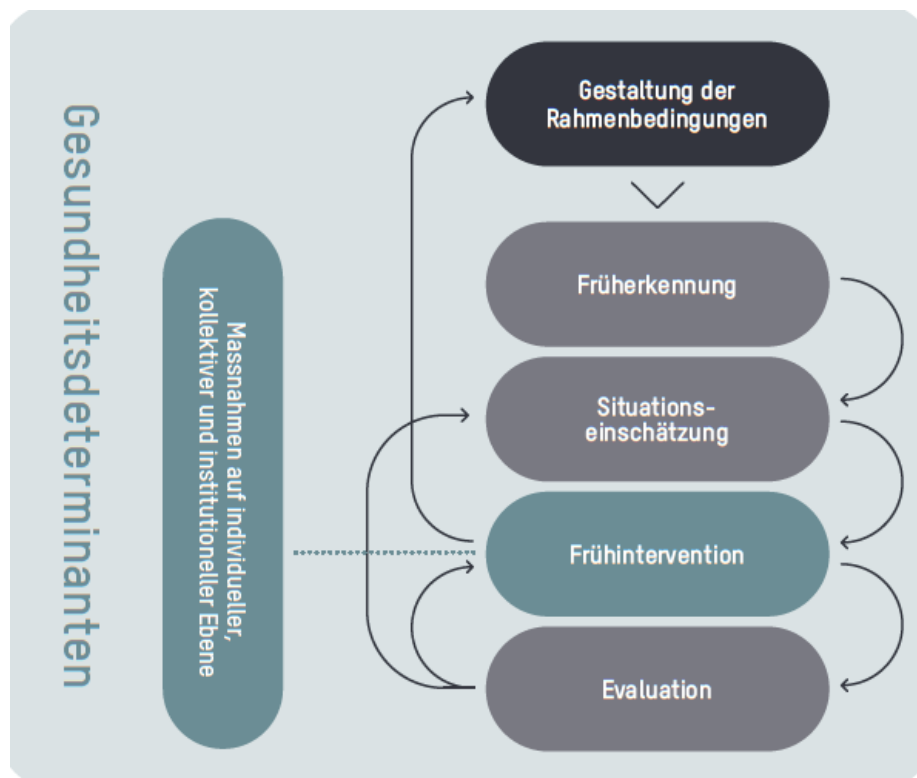 Gesundheitsdeterminanten
Massnahmen auf individueller,
kollektiver und institutioneller Ebene
Gestaltung der
Rahmenbedingungen
Früherkennung
Situations-
einschätzung
Frühintervention
Evaluation